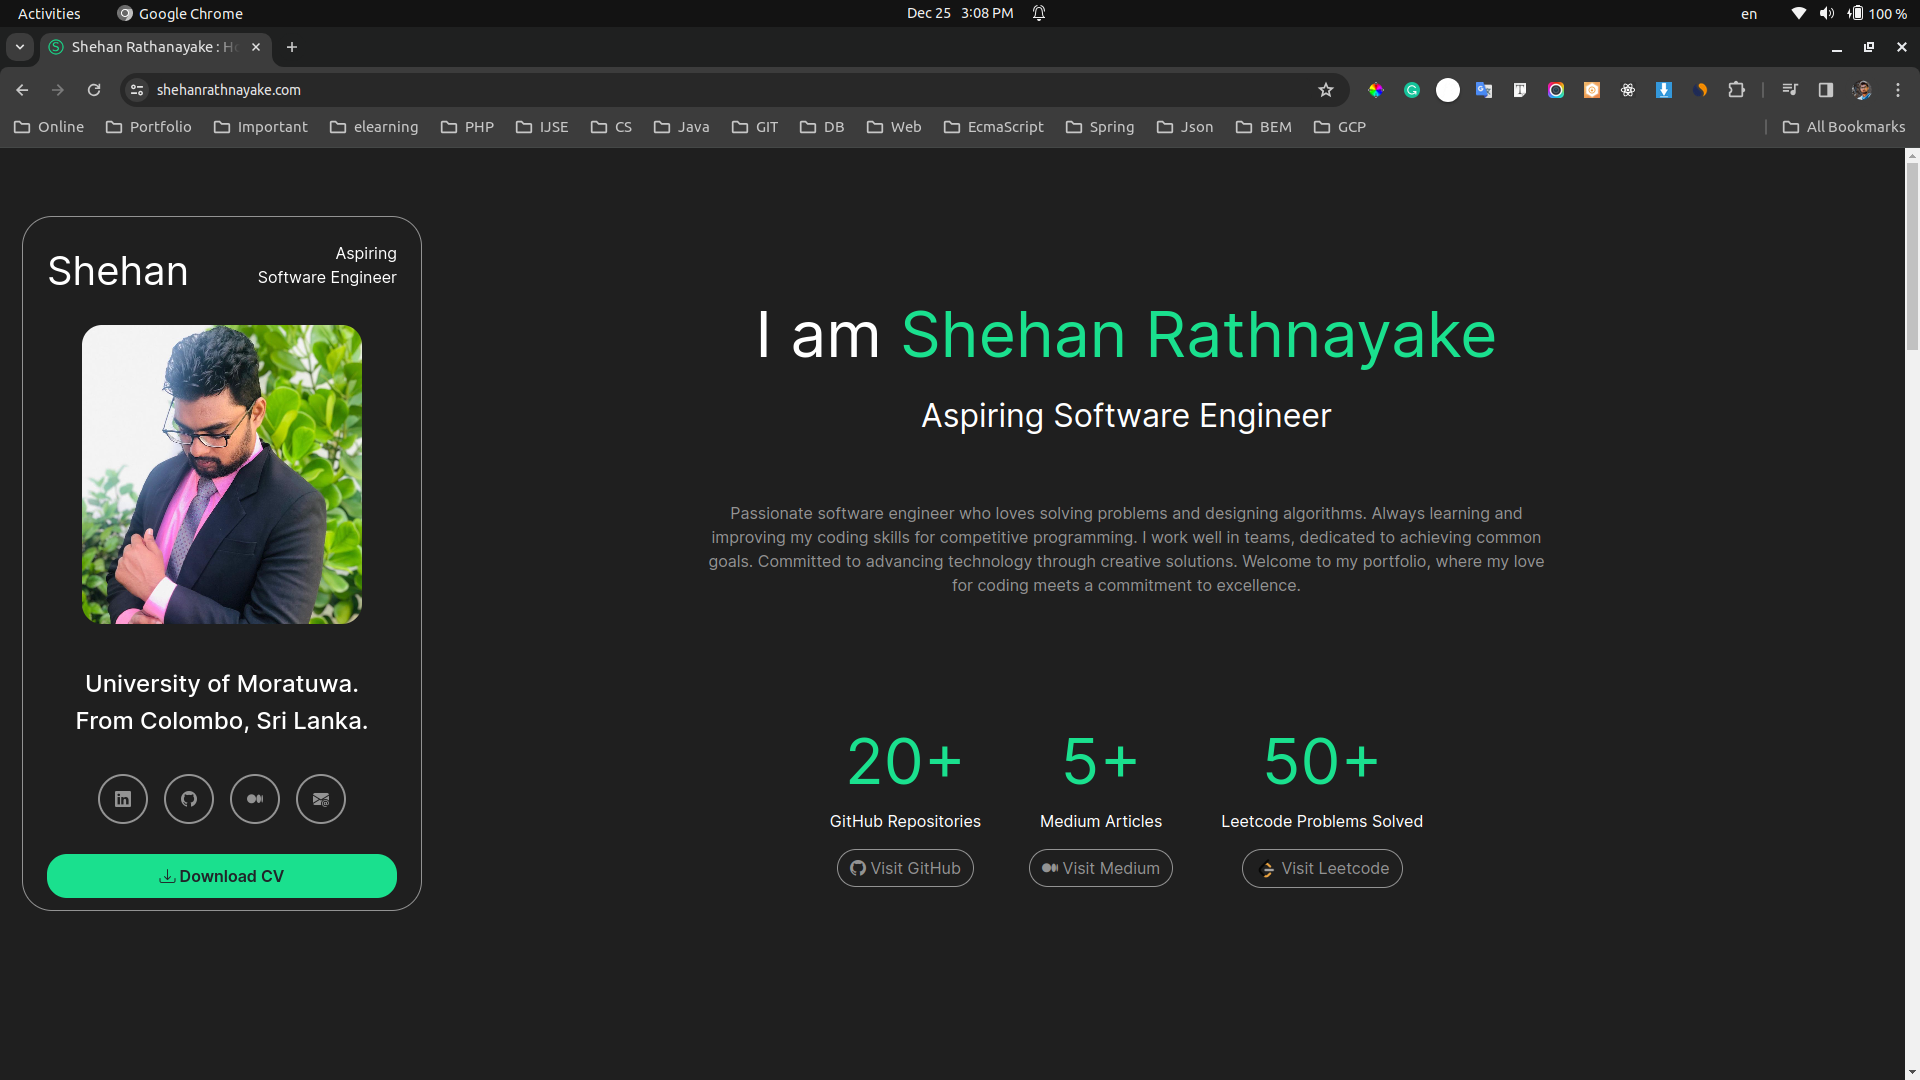 Activities
Google Chrome
Dec 25 3:08 PM
en
100 %
Shehan Rathanayake : H
shehanrathnayake.com
Online
Portfolio
Important
elearning
PHP
IJSE
CS
Java
GIT
DB
Web
EcmaScript
Spring
Json
BEM
GCP
All Bookmarks
Shehan
Aspiring
Software Engineer
University of Moratuwa.
From Colombo, Sri Lanka.
Download CV
I am Shehan Rathnayake
Aspiring Software Engineer
Passionate software engineer who loves solving problems and designing algorithms. Always learning and
improving my coding skills for competitive programming. I work well in teams, dedicated to achieving common
goals. Committed to advancing technology through creative solutions. Welcome to my portfolio, where my love
for coding meets a commitment to excellence.
20+
GitHub Repositories
Visit GitHub
5+
Medium Articles
Visit Medium
50+
Leetcode Problems Solved
Visit Leetcode